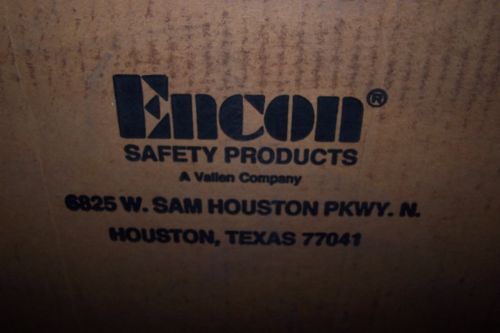 Encon®
SAFETY PRODUCTS
A Vallen Company
6825 W. SAM HOUSTON PKWY. N.
HOUSTON, TEXAS 77041